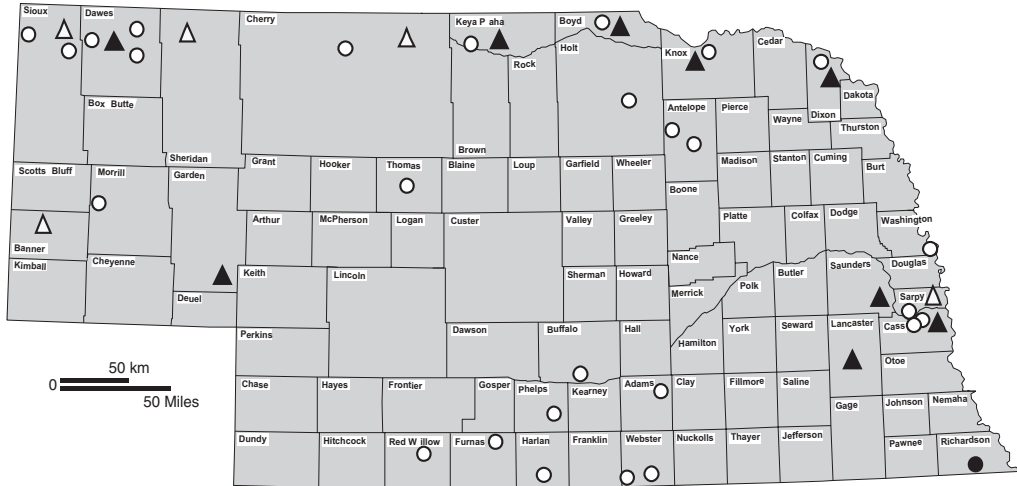 Sioux Dawes Cherry Keya P aha Boyd
Knox Cedar
Holt
Rock
Box Butte Antelope Pierce Dixon Dakota
Wayne
Thurston
Sheridan Brown
Grant Hooker Thomas Blaine Loup Garfield Wheeler Madison Stanton Cuming Burt
Scotts Bluff Morrill Garden
Boone
Arthur McPherson Logan Custer Valley Greeley Platte Colfax Dodge Washington
Banner
Kimball Cheyenne Nance Saunders Douglas
Keith Lincoln Sherman Howard Butler
Deuel Merrick Polk Sarpy
Perkins Dawson Buffalo Hall York Seward Lancaster Cass
Hamilton
50 km
0
50 Miles
Otoe
Chase Hayes Frontier Gosper Phelps Kearney Adams Clay Fillmore Saline
Gage Johnson Nemaha
Dundy Hitchcock Red W illow Furnas Harlan Franklin Webster Nuckolls Thayer Jefferson
Pawnee Richardson